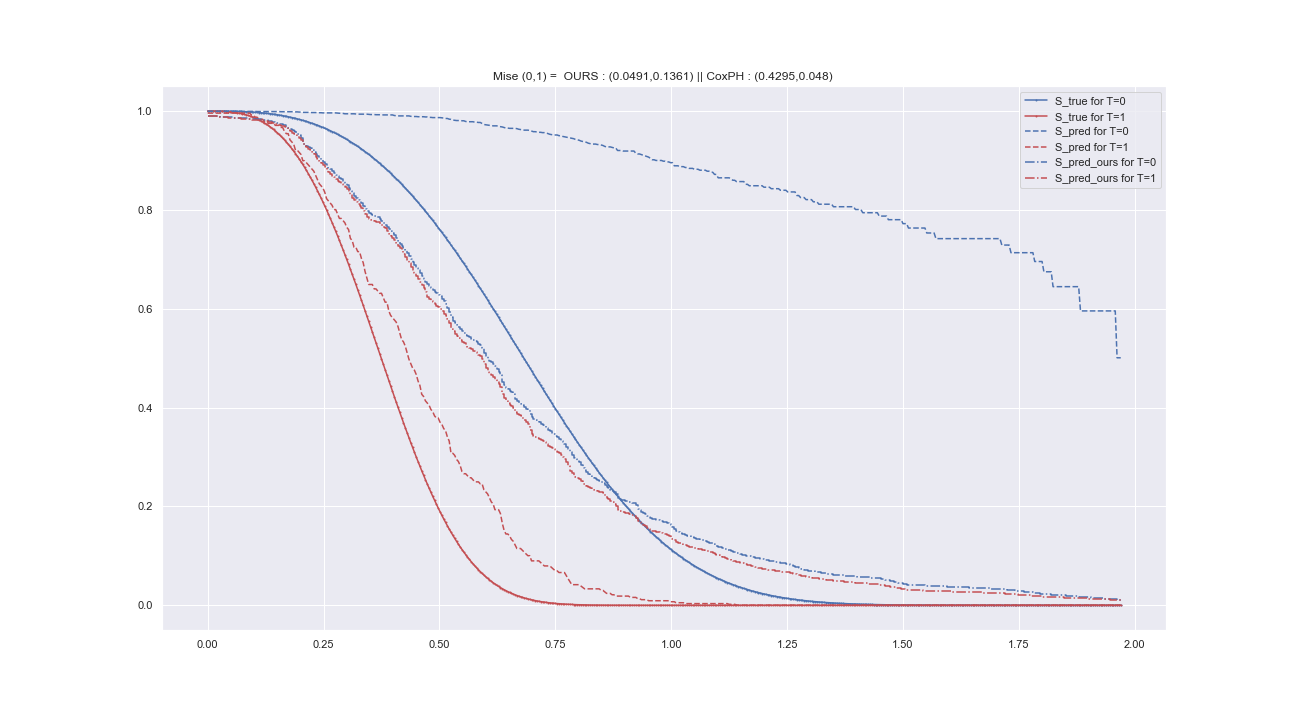 Mise (0,1) =  OURS : (0.0491,0.1361) || CoxPH : (0.4295,0.048)
S_true for T=0
S_true for T=1
S_pred for T=0
S_pred for T=1
S_pred_ours for T=0
S_pred_ours for T=1
1.0
0.8
0.6
0.4
0.2
0.0
0.00 0.25 0.50 0.75 1.00 1.25 1.50 1.75 2.00